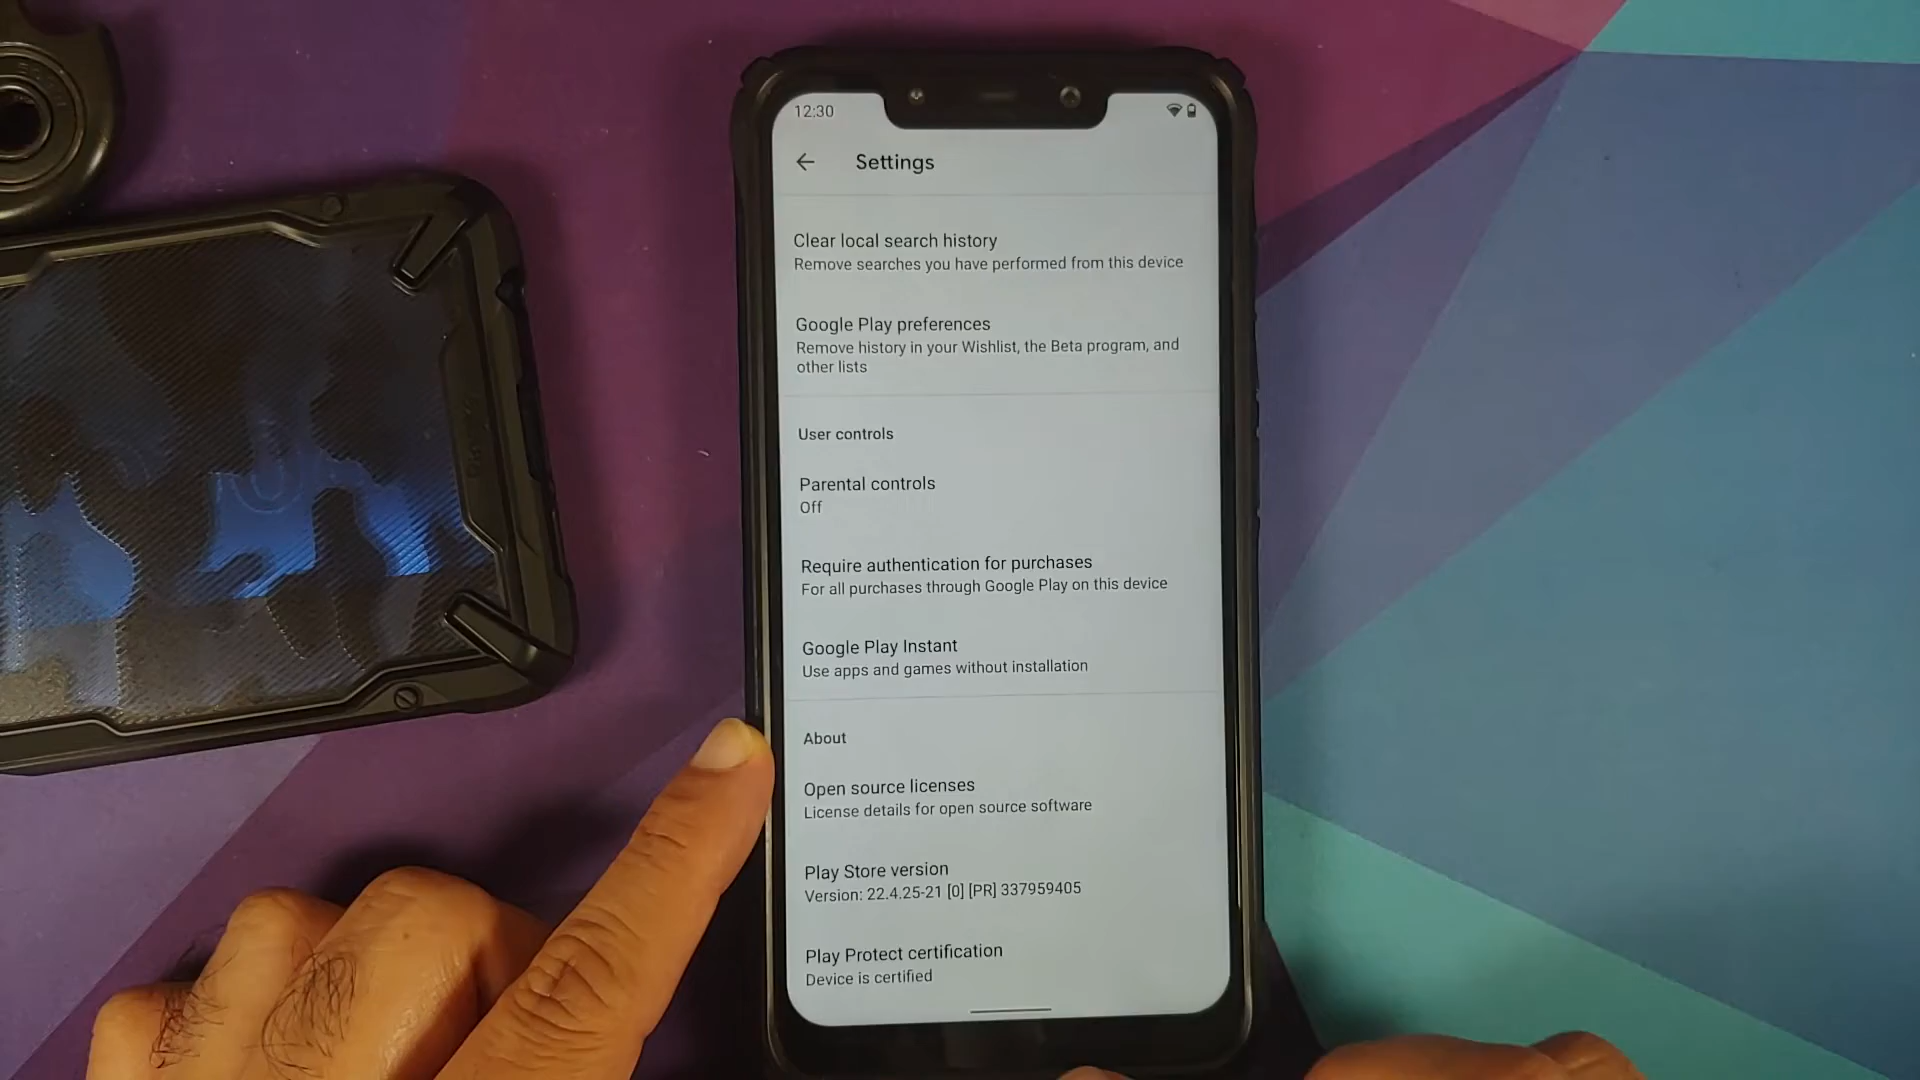 12:30
Settings
Clear local search history
Remove searches you have performed from this device
Google Play preferences
Remove history in your Wishlist, the Beta program, and
other lists
User controls
Parental controls
Off
Require authentication for purchases
For all purchases through Google Play on this device
Google Play Instant
Use apps and games without installation
About
Open source licenses
License details for open source software
Play Store version
Version: 22.4.25-21 [0] [PR] 337959405
Play Protect certification
Device is certified